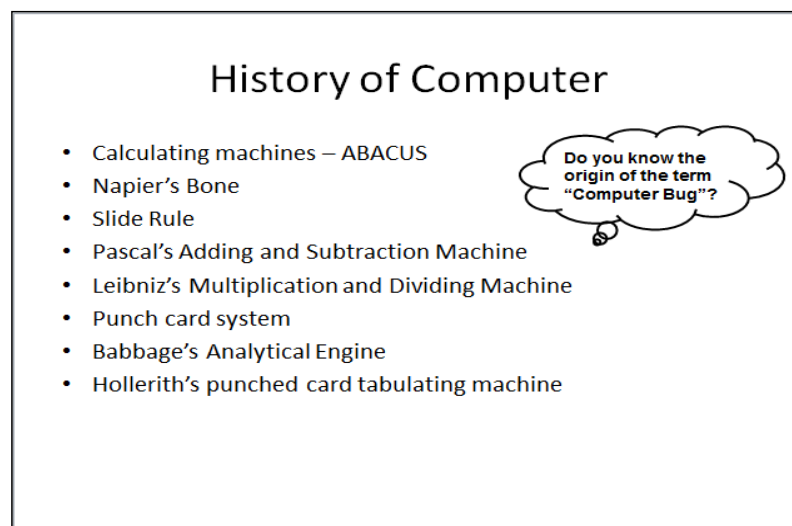 History of Computer
• Calculating machines – ABACUS
• Napier's Bone
• Slide Rule
• Pascal's Adding and Subtraction Machine
• Leibniz's Multiplication and Dividing Machine
• Punch card system
• Babbage's Analytical Engine
• Hollerith's punched card tabulating machine
Do you know the
origin of the term
“Computer Bug”?